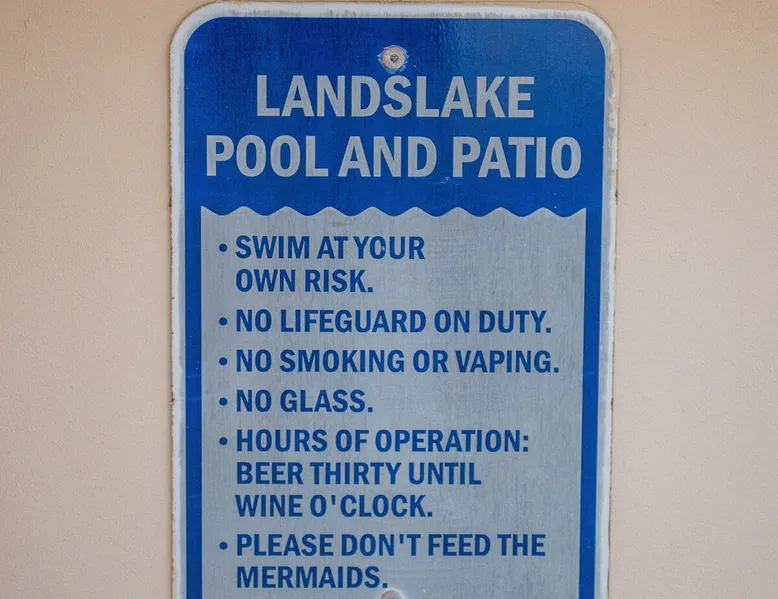 LANDSLAKE
POOL AND PATIO
• SWIM AT YOUR
OWN RISK.
• NO LIFEGUARD ON DUTY.
• NO SMOKING OR VAPING.
• NO GLASS.
• HOURS OF OPERATION:
BEER THIRTY UNTIL
WINE O'CLOCK.
• PLEASE DON'T FEED THE
MERMAIDS.